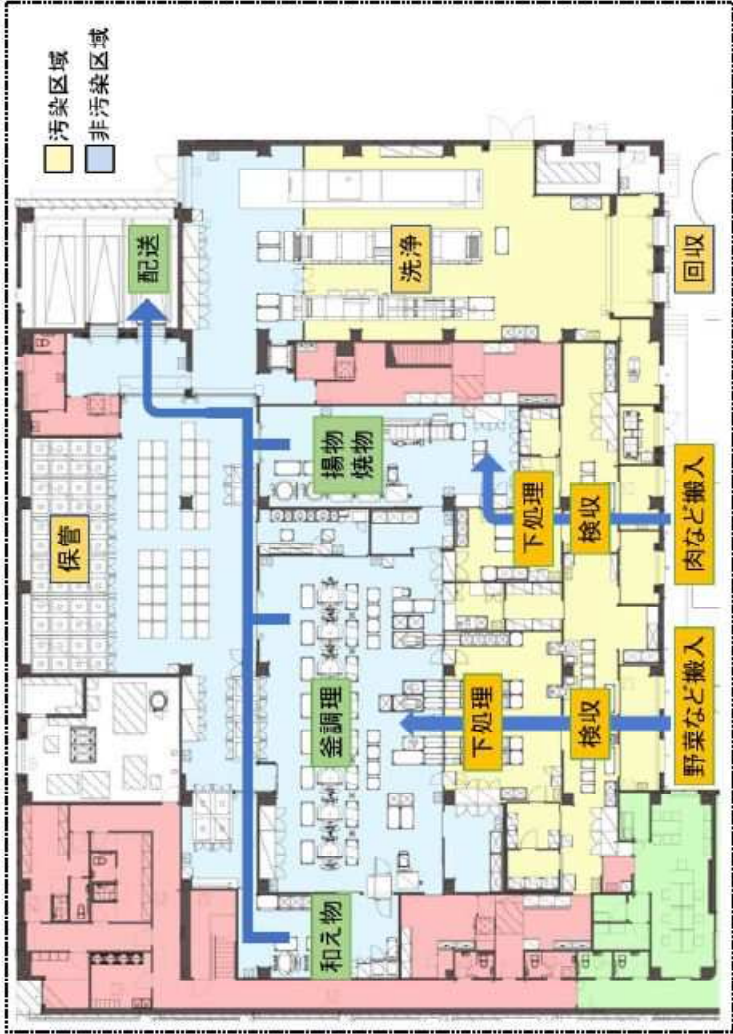 汚染区域
非汚染区域
配送
保管
洗浄
回収
揚物
焼物
下処理
検収
肉など搬入
釜調理
下処理
検収
野菜など搬入
和え物